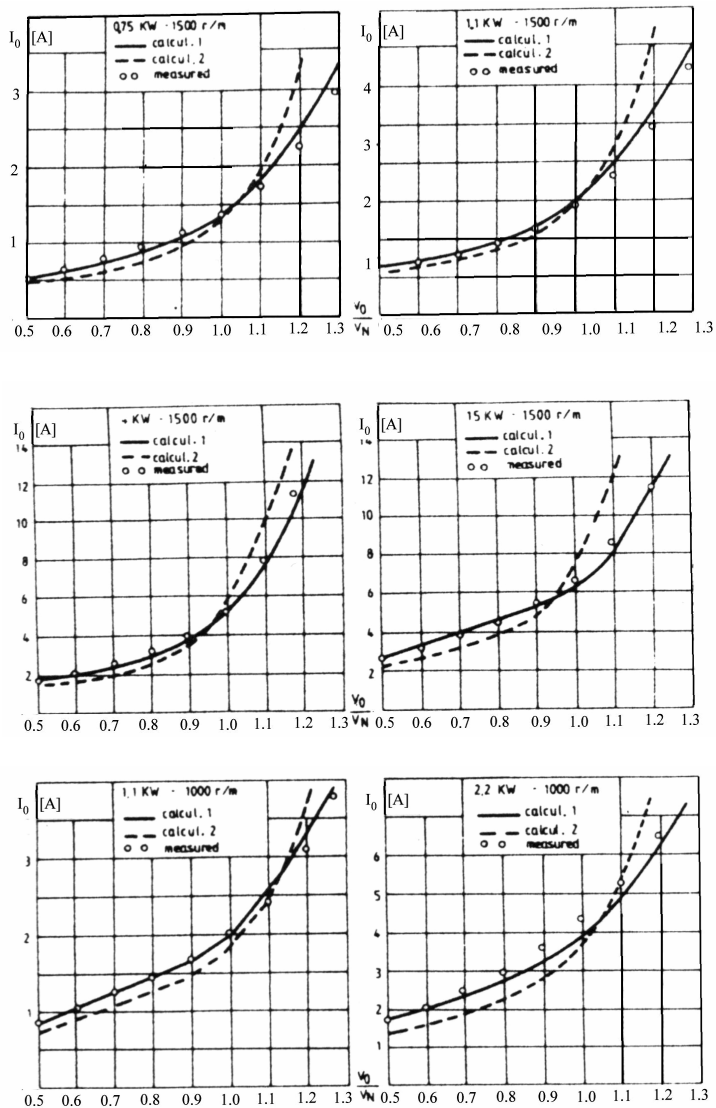 I₀ [A]
0,75 KW - 1500 r/m
calcul. 1
calcul. 2
measured
3
2
1
0.5 0.6 0.7 0.8 0.9 1.0 1.1 1.2 1.3
V₀
V_N
1,1 KW - 1500 r/m
calcul. 1
calcul. 2
measured
4
3
2
1
0.6 0.7 0.8 0.9 1.0 1.1 1.2 1.3
I₀ [A]
KW - 1500 r/m
calcul. 1
calcul. 2
measured
14
12
10
8
6
4
2
0.5 0.6 0.7 0.8 0.9 1.0 1.1 1.2 1.3
V₀
V_N
I₀ [A]
15 KW - 1500 r/m
calcul. 1
calcul. 2
measured
14
12
10
8
6
4
2
0.5 0.6 0.7 0.8 0.9 1.0 1.1 1.2 1.3
I₀ [A]
1,1 KW - 1000 r/m
calcul. 1
calcul. 2
measured
3
2
1
0.5 0.6 0.7 0.8 0.9 1.0 1.1 1.2 1.3
V₀
V_N
I₀ [A]
2,2 KW - 1000 r/m
calcul. 1
calcul. 2
measured
6
5
4
3
2
1
0.5 0.6 0.7 0.8 0.9 1.0 1.1 1.2 1.3